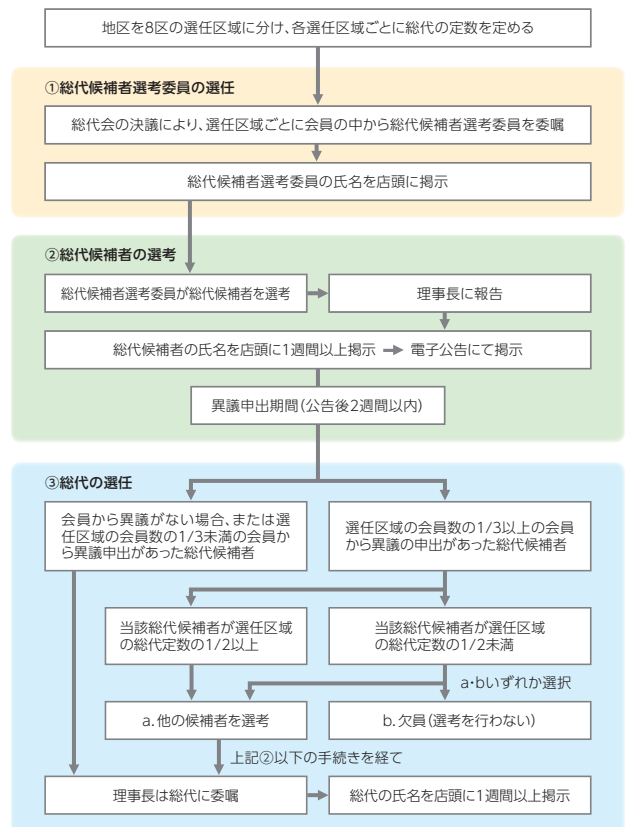 地区を8区の選任区域に分け、各選任区域ごとに総代の定数を定める
①総代候補者選考委員の選任
総代会の決議により、選任区域ごとに会員の中から総代候補者選考委員を委嘱
総代候補者選考委員の氏名を店頭に掲示
②総代候補者の選考
総代候補者選考委員が総代候補者を選考
理事長に報告
総代候補者の氏名を店頭に1週間以上掲示 → 電子公告にて掲示
異議申出期間(公告後2週間以内)
③総代の選任
会員から異議がない場合、または選
任区域の会員数の1/3未満の会員か
ら異議申出があった総代候補者
選任区域の会員数の1/3以上の会員
から異議の申出があった総代候補者
当該総代候補者が選任区域
の総代定数の1/2以上
当該総代候補者が選任区域
の総代定数の1/2未満
a・bいずれか選択
a.他の候補者を選考
b.欠員(選考を行わない)
上記②以下の手続きを経て
理事長は総代に委嘱
総代の氏名を店頭に1週間以上掲示